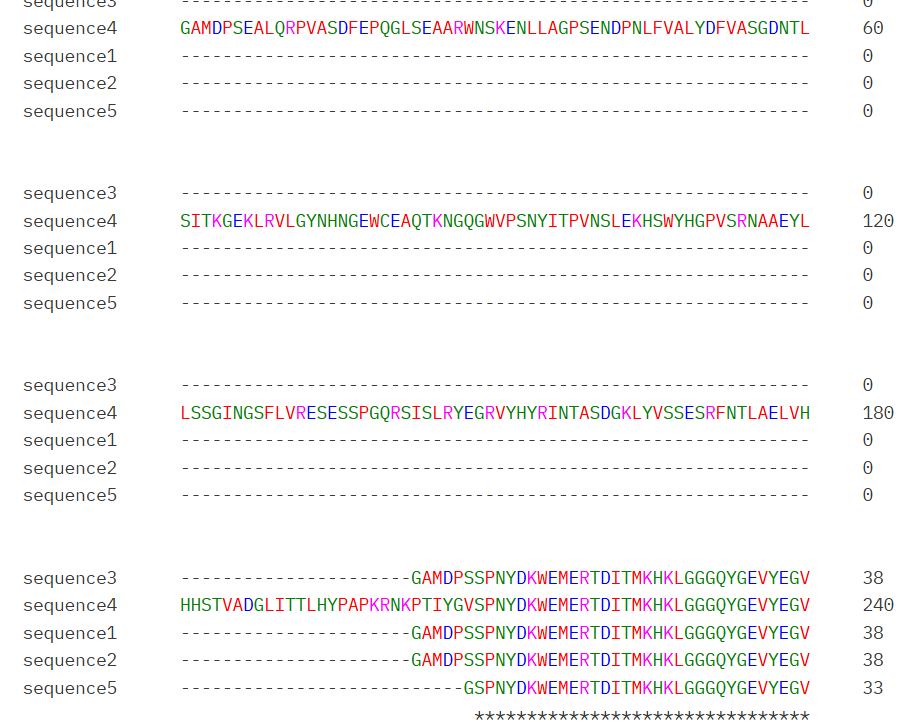 sequence3 ------------------------------------------------------------ 0
sequence4 GAMDPSEALQRPVASDFEPQGLSEAARWNSKENLLAGPSENDPNLFVALYDFVASGDNTL 60
sequence1 ------------------------------------------------------------ 0
sequence2 ------------------------------------------------------------ 0
sequence5 ------------------------------------------------------------ 0
sequence3 ------------------------------------------------------------ 0
sequence4 SITKGEKLRVLGYNHNGEWCEAQTKNGQGWVPSNYITPVNSLEKHSWYHGPVSRNAAEYL 120
sequence1 ------------------------------------------------------------ 0
sequence2 ------------------------------------------------------------ 0
sequence5 ------------------------------------------------------------ 0
sequence3 ------------------------------------------------------------ 0
sequence4 LSSGINGSFLVRESESSPGQRSISLRYEGRVYHYRINTASDGKLYVSSESRFNTLAELVH 180
sequence1 ------------------------------------------------------------ 0
sequence2 ------------------------------------------------------------ 0
sequence5 ------------------------------------------------------------ 0
sequence3 ----------------------GAMDPSSPNYDKWEMERTDITMKHKLGGGQYGEVYEGV 38
sequence4 HHSTVADGLITTLHYPAPKRNKPTIYGVSPNYDKWEMERTDITMKHKLGGGQYGEVYEGV 240
sequence1 ----------------------GAMDPSSPNYDKWEMERTDITMKHKLGGGQYGEVYEGV 38
sequence2 ----------------------GAMDPSSPNYDKWEMERTDITMKHKLGGGQYGEVYEGV 38
sequence5 ---------------------------GSPNYDKWEMERTDITMKHKLGGGQYGEVYEGV 33
********************************